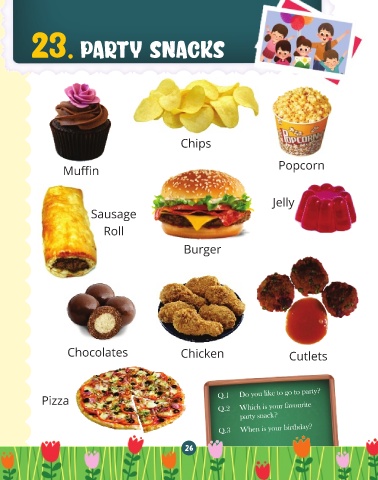 23. PARTY SNACKS
Muffin
Chips
POPCORN
Popcorn
Sausage
Roll
Burger
Jelly
Chocolates
Chicken
Cutlets
Pizza
Q.1 Do you like to go to party?
Q.2 Which is your favourite
party snack?
Q.3 When is your birthday?
26